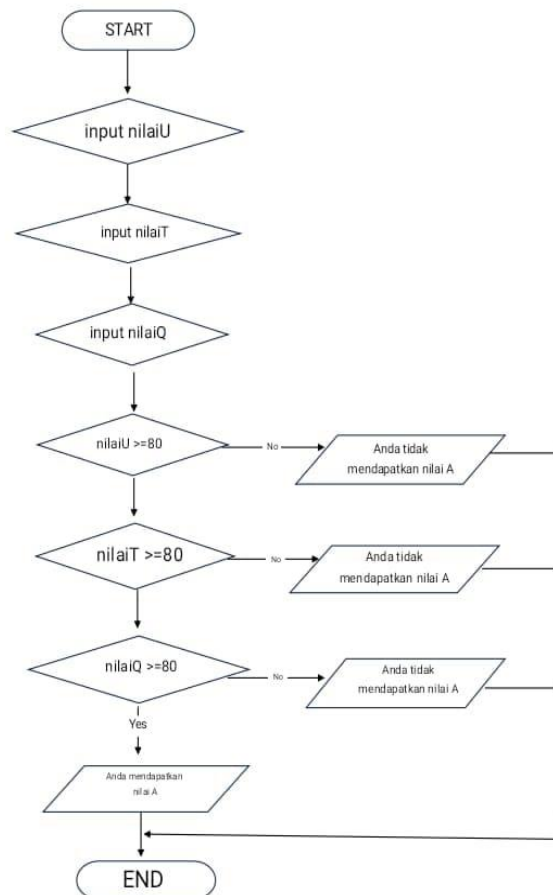 START
input nilaiU
input nilaiT
input nilaiQ
nilaiU >=80
No
Anda tidak
mendapatkan nilai A
nilaiT >=80
No
Anda tidak
mendapatkan nilai A
nilaiQ >=80
No
Anda tidak
mendapatkan nilai A
Yes
Anda mendapatkan
nilai A
END